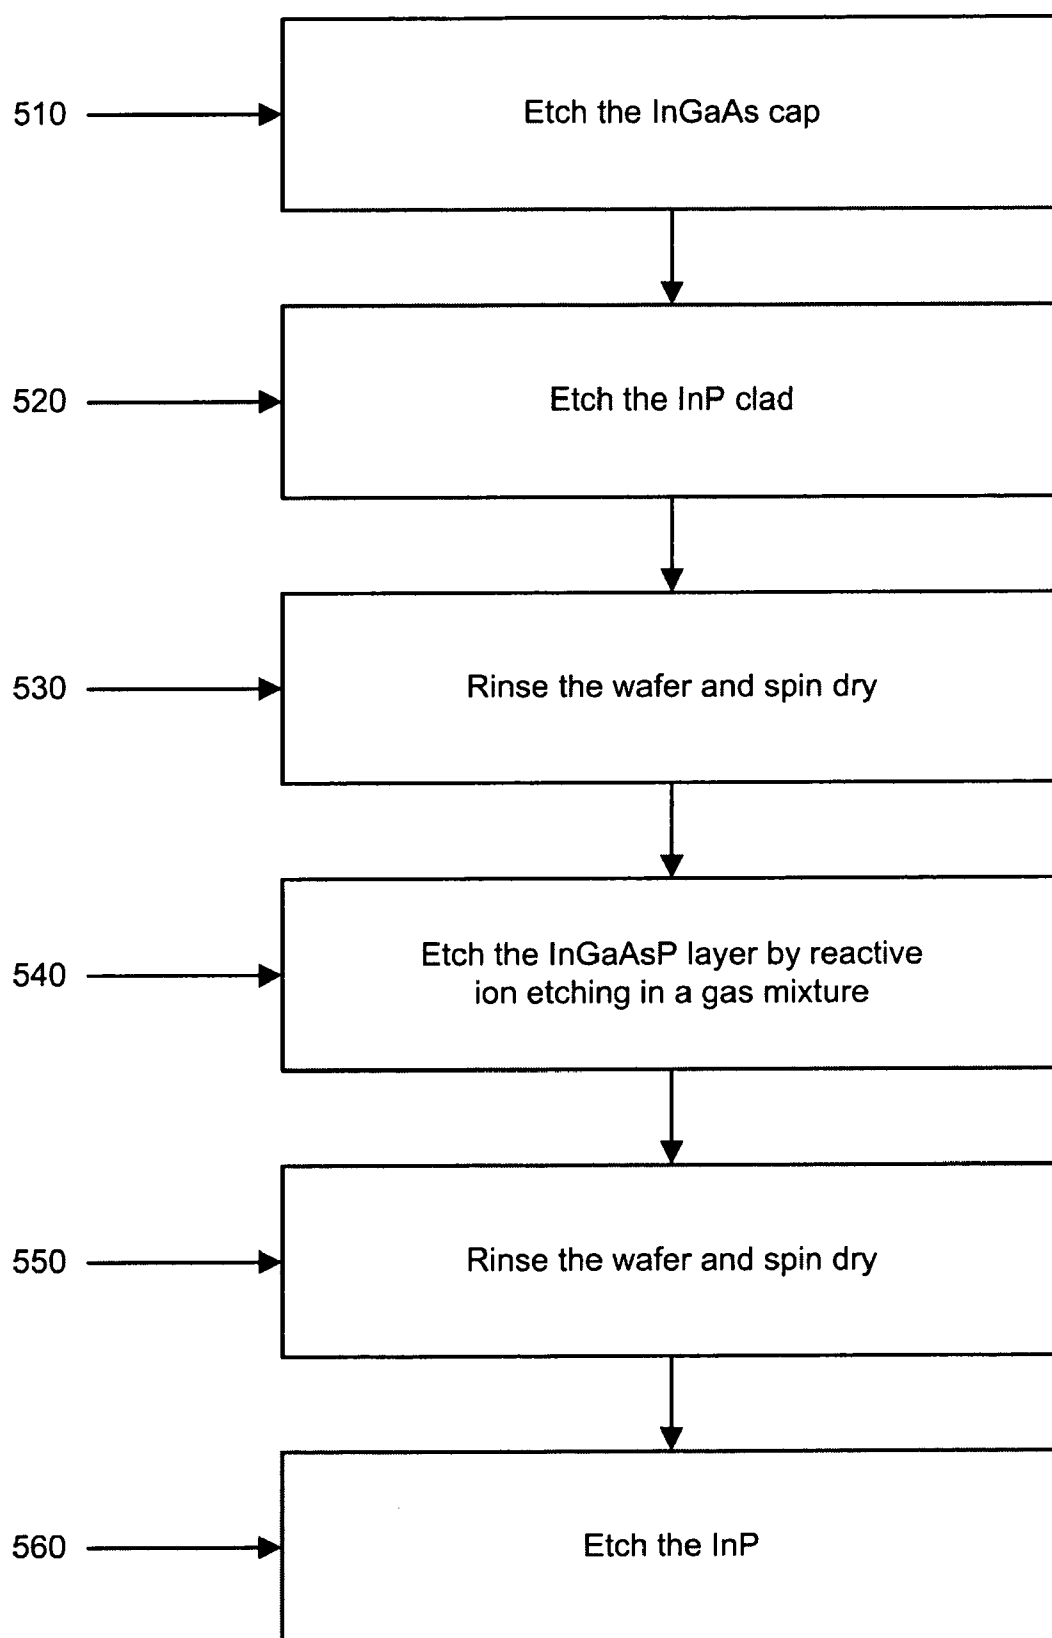 510
Etch the InGaAs cap
520
Etch the InP clad
530
Rinse the wafer and spin dry
540
Etch the InGaAsP layer by reactive
ion etching in a gas mixture
550
Rinse the wafer and spin dry
560
Etch the InP